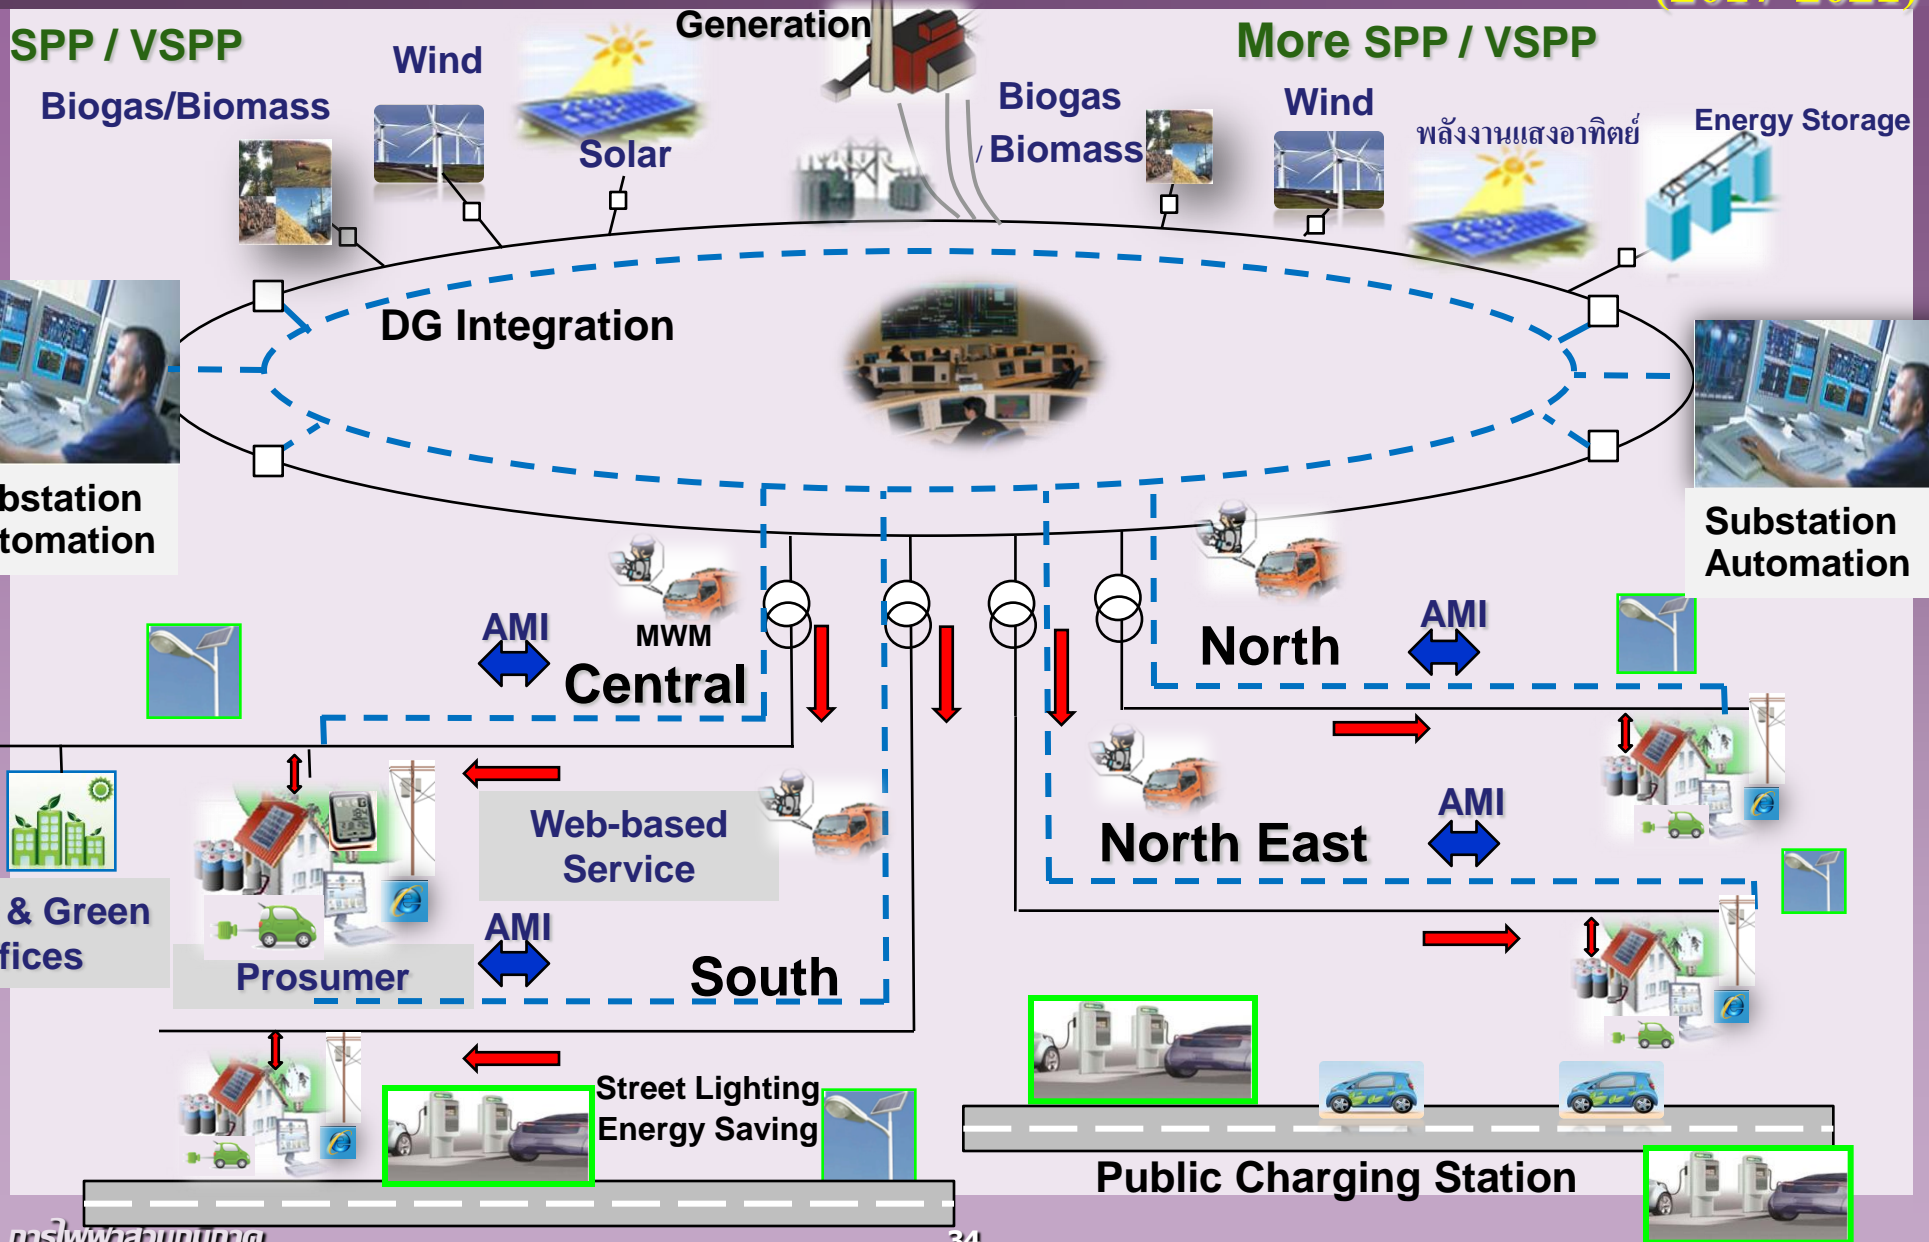 Generation
SPP / VSPP
More SPP / VSPP
Wind
Biogas/Biomass
Solar
Biogas
/ Biomass
Wind
พลังงานแสงอาทิตย์
Energy Storage
DG Integration
bstation
tomation
Substation
Automation
AMI
MWM
Central
North
AMI
Web-based
Service
North East
AMI
& Green
fices
Prosumer
AMI
South
Street Lighting
Energy Saving
Public Charging Station
34